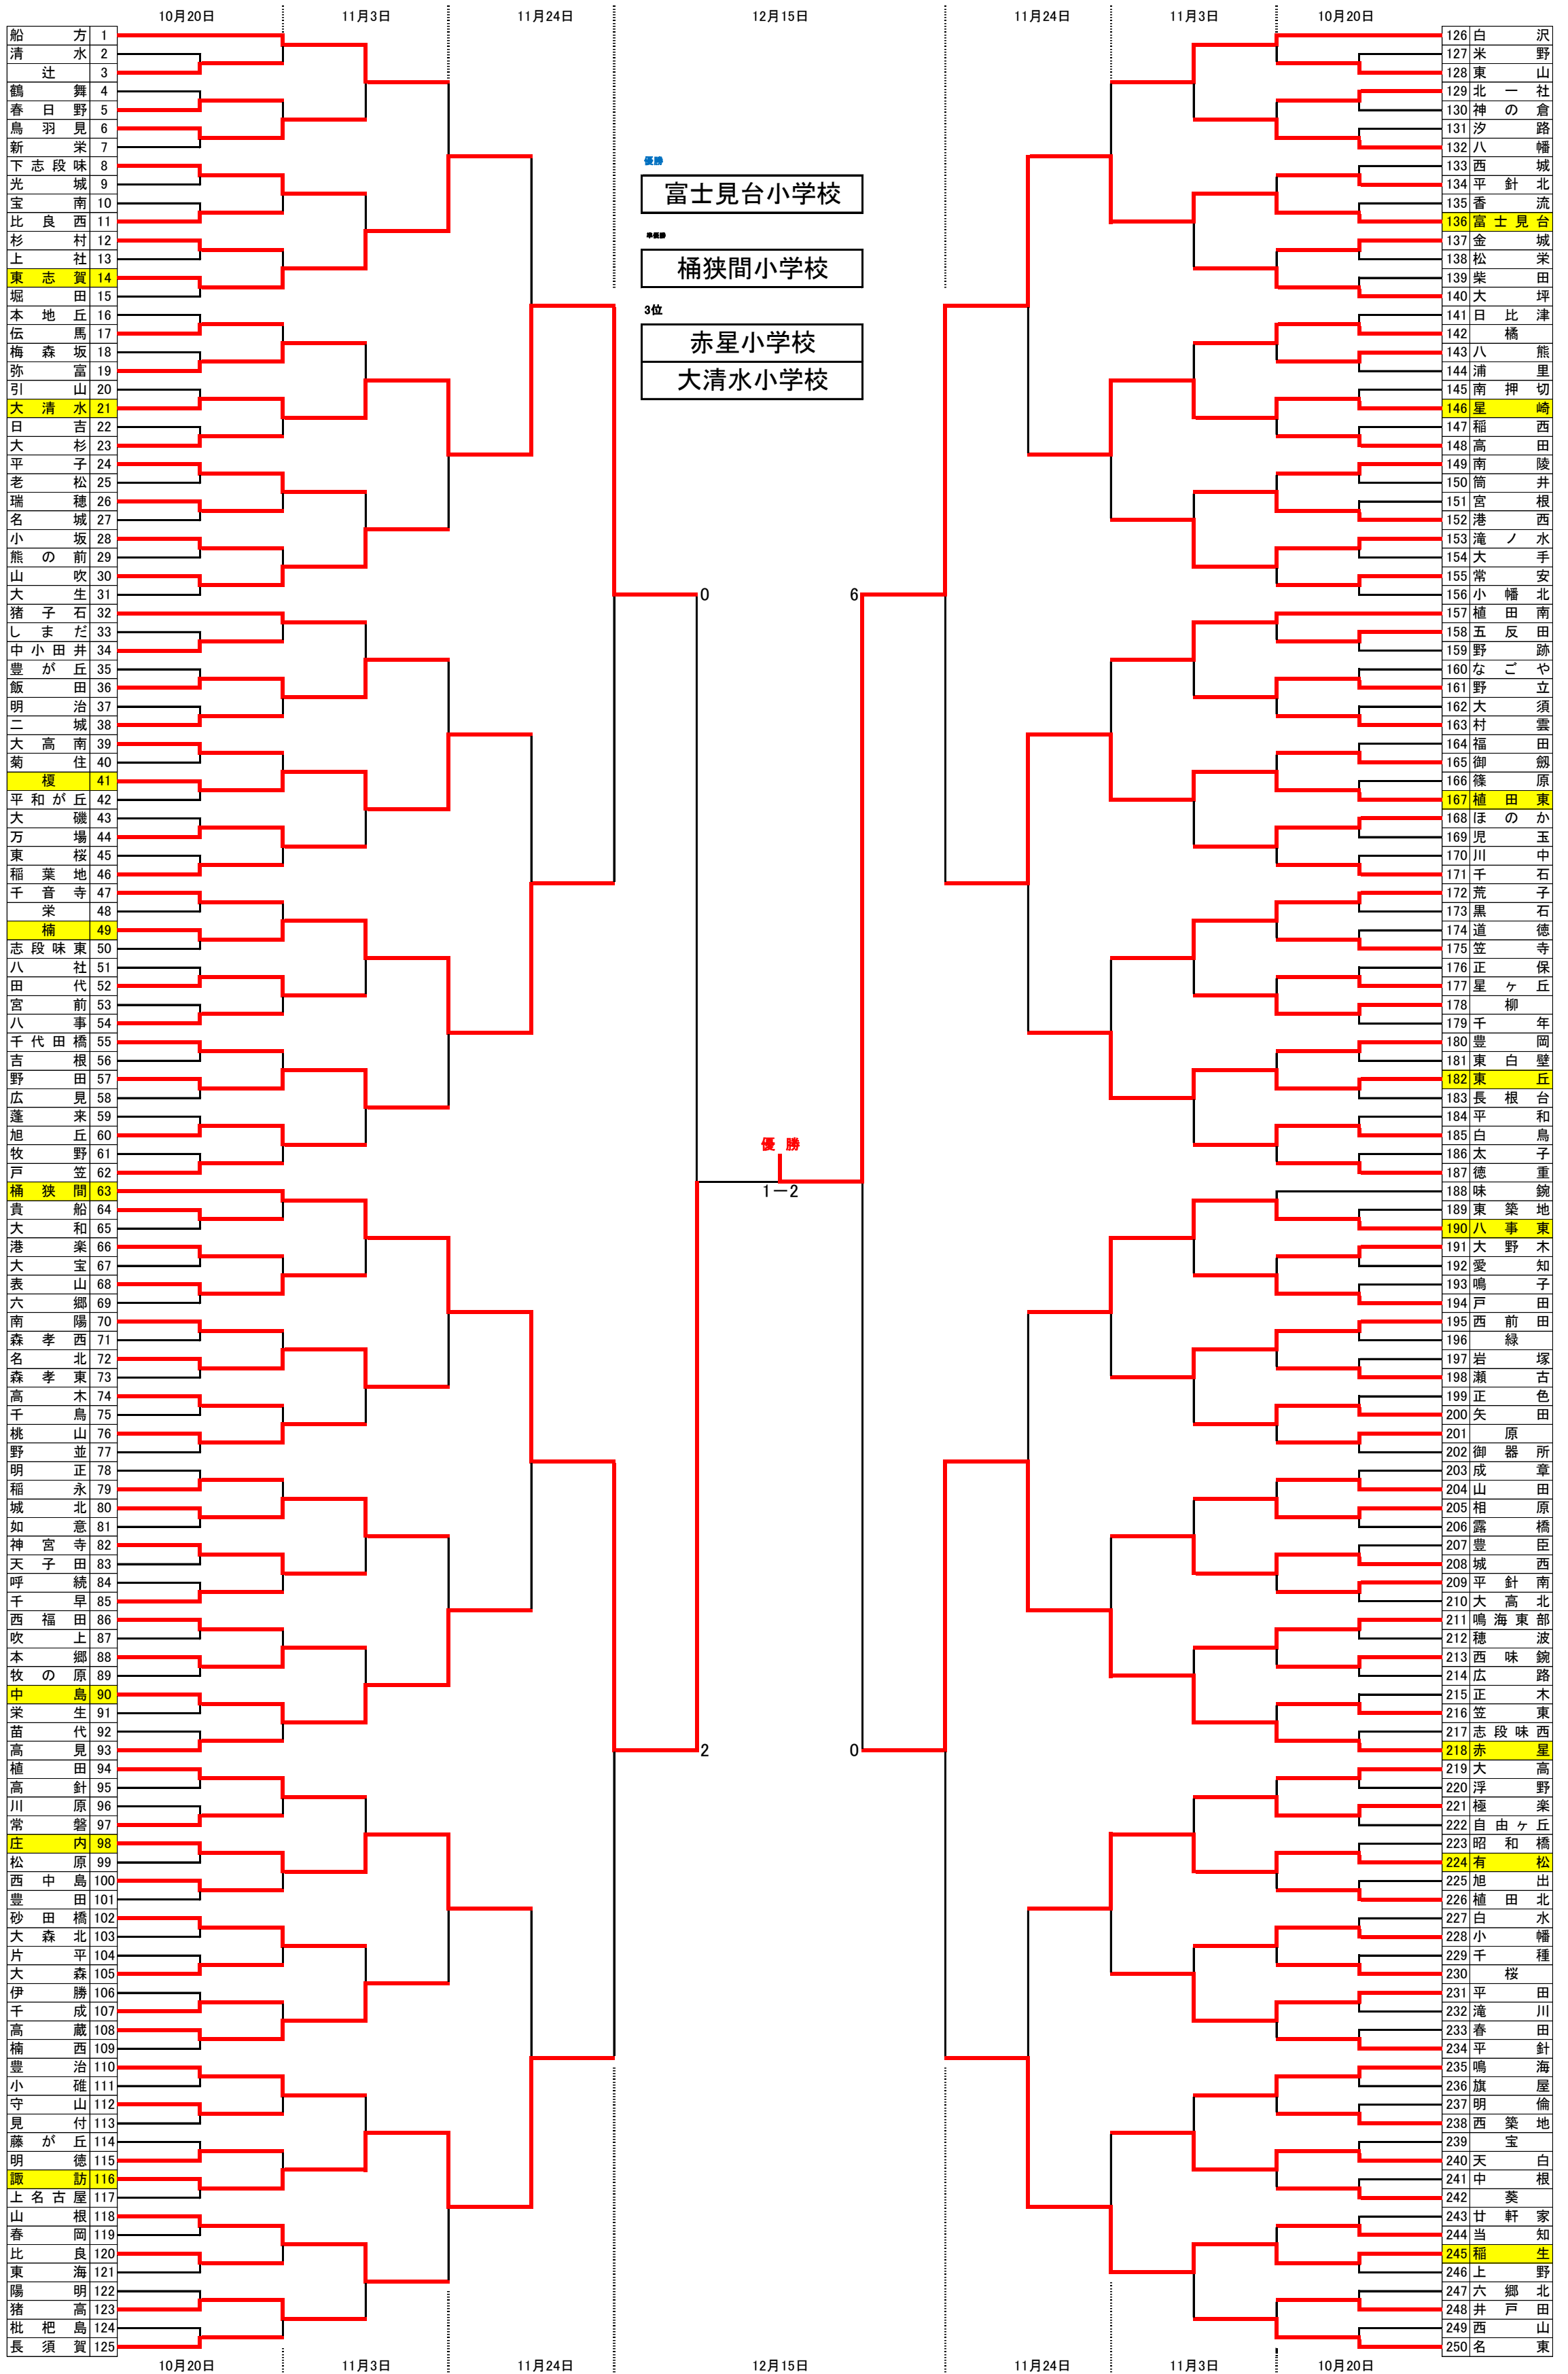 10月20日 11月3日 11月24日 12月15日 11月24日 11月3日 10月20日
船方 1
清水 2
辻 3
鶴舞 4
春日野 5
鳥羽見 6
新栄 7
下志段味 8
光城 9
宝南 10
比良西 11
杉村 12
上社 13
東志賀 14
堀田 15
本地丘 16
伝馬 17
梅森坂 18
弥富 19
引山 20
大清水 21
日吉 22
大杉 23
平子 24
老松 25
瑞穂 26
名城 27
小坂 28
熊の前 29
山吹 30
大生 31
猪子石 32
しまだ 33
中小田井 34
豊が丘 35
飯田 36
明治 37
二城 38
大高南 39
菊住 40
榎 41
平和が丘 42
大磯 43
万場 44
東桜 45
稲葉地 46
千音寺 47
栄 48
楠 49
志段味東 50
八社 51
田代 52
宮前 53
八事 54
千代田橋 55
吉根 56
野田 57
広見 58
蓬来 59
旭丘 60
牧野 61
戸笠 62
桶狭間 63
貴船 64
大和 65
港楽 66
大宝 67
表山 68
六郷 69
南陽 70
森孝西 71
名北 72
森孝東 73
高木 74
千鳥 75
桃山 76
野並 77
明正 78
稲永 79
城北 80
如意 81
神宮寺 82
天子田 83
呼続 84
千早 85
西福田 86
吹上 87
本郷 88
牧の原 89
中島 90
栄生 91
苗代 92
高見 93
植田 94
高針 95
川原 96
常磐 97
庄内 98
松原 99
西中島 100
豊田 101
砂田橋 102
大森北 103
片平 104
大森 105
伊勝 106
千成 107
高蔵 108
楠西 109
豊治 110
小碓 111
守山 112
見付 113
藤が丘 114
明徳 115
諏訪 116
上名古屋 117
山根 118
春岡 119
比良 120
東海 121
陽明 122
猪高 123
枇杷島 124
長須賀 125
優勝
富士見台小学校
準優勝
桶狭間小学校
3位
赤星小学校
大清水小学校
0 6
優勝
1－2
2 0
126 白沢
127 米野
128 東山
129 北一社
130 神の倉
131 汐路
132 八幡
133 西城
134 平針北
135 香流
136 富士見台
137 金城
138 松栄
139 柴田
140 大坪
141 日比津
142 橘
143 八熊
144 浦里
145 南押切
146 星崎
147 稲西
148 高田
149 南陵
150 筒井
151 宮根
152 港西
153 滝ノ水
154 大手
155 常安
156 小幡北
157 植田南
158 五反田
159 野跡
160 なごや
161 野立
162 大須
163 村雲
164 福田
165 御劔
166 篠原
167 植田東
168 ほのか
169 児玉
170 川中
171 千石
172 荒子
173 黒石
174 道徳
175 笠寺
176 正保
177 星ヶ丘
178 柳
179 千年
180 豊岡
181 東白壁
182 東丘
183 長根台
184 平和
185 白鳥
186 太子
187 徳重
188 味鋺
189 東築地
190 八事東
191 大野木
192 愛知
193 鳴子
194 戸田
195 西前田
196 緑
197 岩塚
198 瀬古
199 正色
200 矢田
201 原
202 御器所
203 成章
204 山田
205 相原
206 露橋
207 豊臣
208 城西
209 平針南
210 大高北
211 鳴海東部
212 穂波
213 西味鋺
214 広路
215 正木
216 笠東
217 志段味西
218 赤星
219 大高
220 浮野
221 極楽
222 自由ヶ丘
223 昭和橋
224 有松
225 旭出
226 植田北
227 白水
228 小幡
229 千種
230 桜
231 平田
232 滝川
233 春田
234 平針
235 鳴海
236 旗屋
237 明倫
238 西築地
239 宝
240 天白
241 中根
242 葵
243 廿軒家
244 当知
245 稲生
246 上野
247 六郷北
248 井戸田
249 西山
250 名東
10月20日 11月3日 11月24日 12月15日 11月24日 11月3日 10月20日